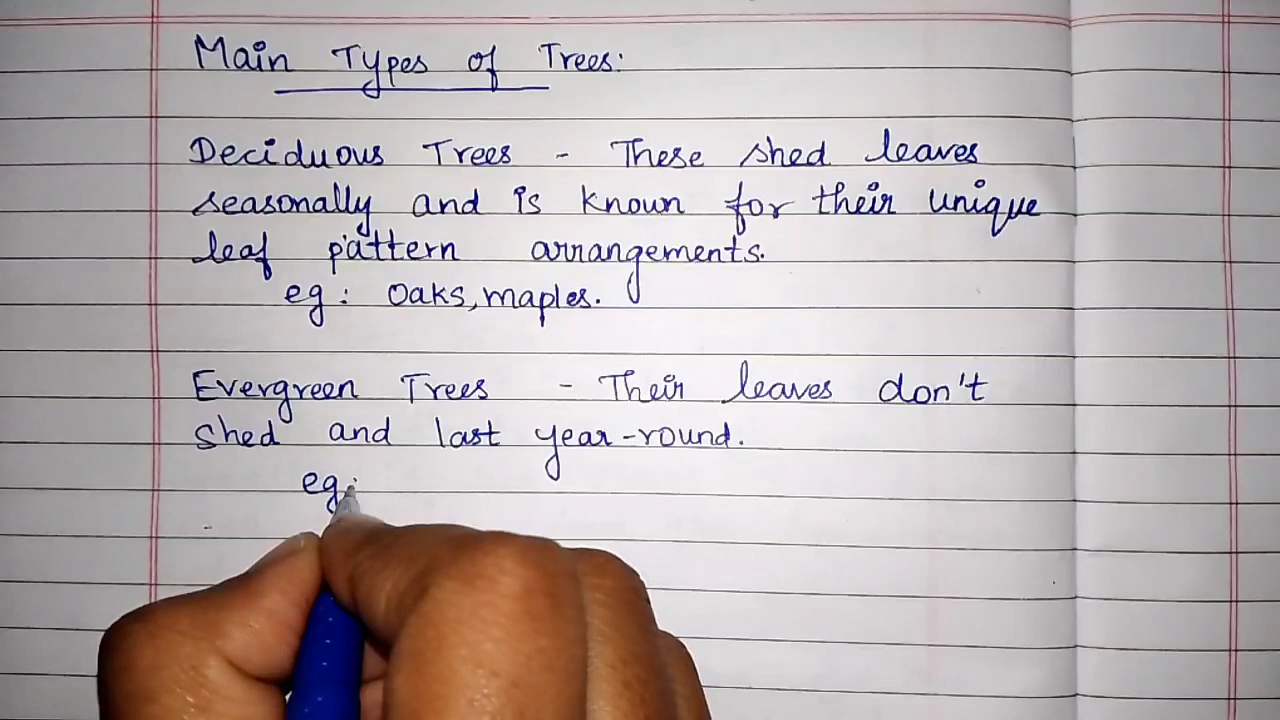 Main Types of Trees:
Deciduous Trees - These shed leaves
seasonally and is known for their unique
leaf pattern arrangements.
eg: Oaks, maples.
Evergreen Trees - Their leaves don't
shed and last year-round.
eg: